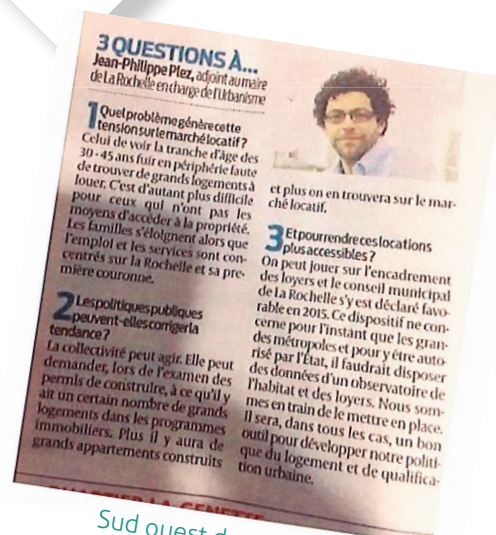 3 QUESTIONS À...
Jean-Philippe Plez, adjoint au maire
de La Rochelle en charge de l'Urbanisme
1 Quel problème génère cette
tension sur le marché locatif ?
Celui de voir la tranche d'âge des
30 - 45 ans fuir en périphérie faute
de trouver de grands logements à
louer. C'est d'autant plus difficile
pour ceux qui n'ont pas les
moyens d'accéder à la propriété.
Les familles s'éloignent alors que
l'emploi et les services sont con-
centrés sur la Rochelle et sa pre-
mière couronne.
2 Les politiques publiques
peuvent-elles corriger la
tendance ?
La collectivité peut agir. Elle peut
demander, lors de l'examen des
permis de construire, à ce qu'il y
ait un certain nombre de grands
logements dans les programmes
immobiliers. Plus il y aura de
grands appartements construits
et plus on en trouvera sur le mar-
ché locatif.
3 Et pour rendre ces locations
plus accessibles ?
On peut jouer sur l'encadrement
des loyers et le conseil municipal
de La Rochelle s'y est déclaré favo-
rable en 2015. Ce dispositif ne con-
cerne pour l'instant que les gran-
des métropoles et pour y être auto-
risé par l'État, il faudrait disposer
des données d'un observatoire de
l'habitat et des loyers. Nous som-
mes en train de le mettre en place.
Il sera, dans tous les cas, un bon
outil pour développer notre politi-
que du logement et de qualifica-
tion urbaine.
Sud ouest